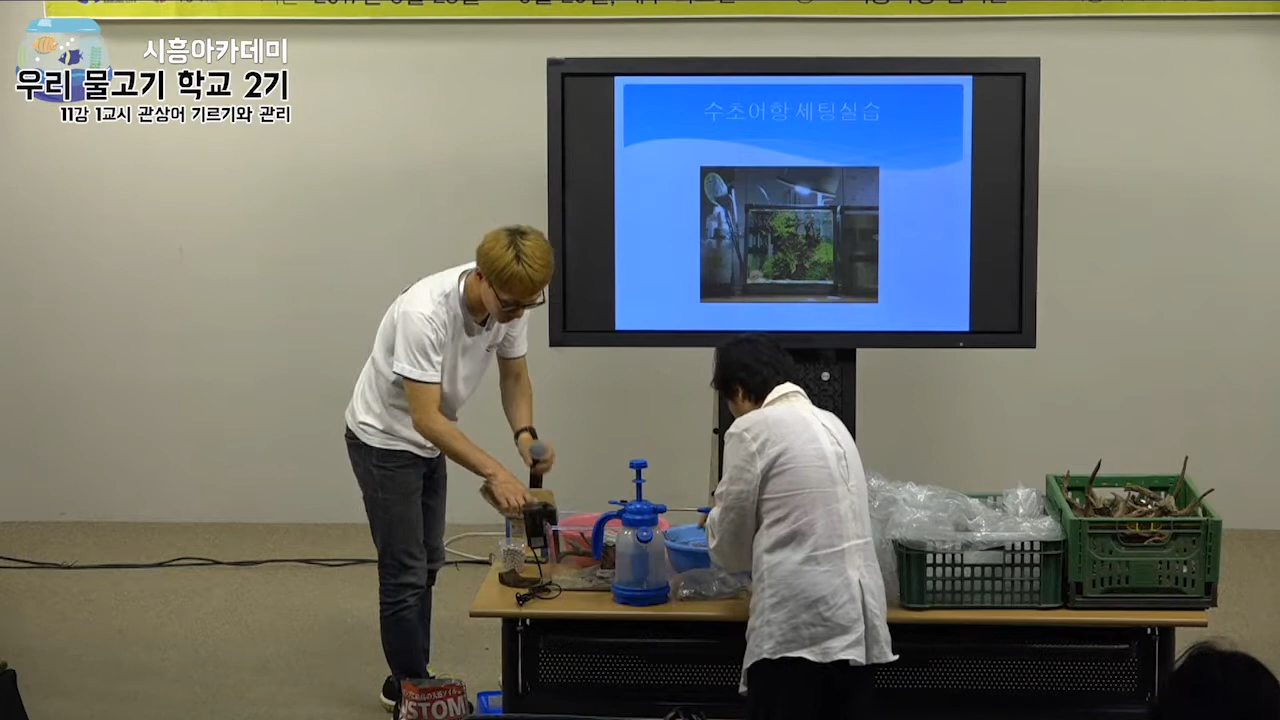 시흥아카데미
우리 물고기 학교 2기
11강 1교시 관상어 기르기와 관리
수초어항 세팅실습
STOM